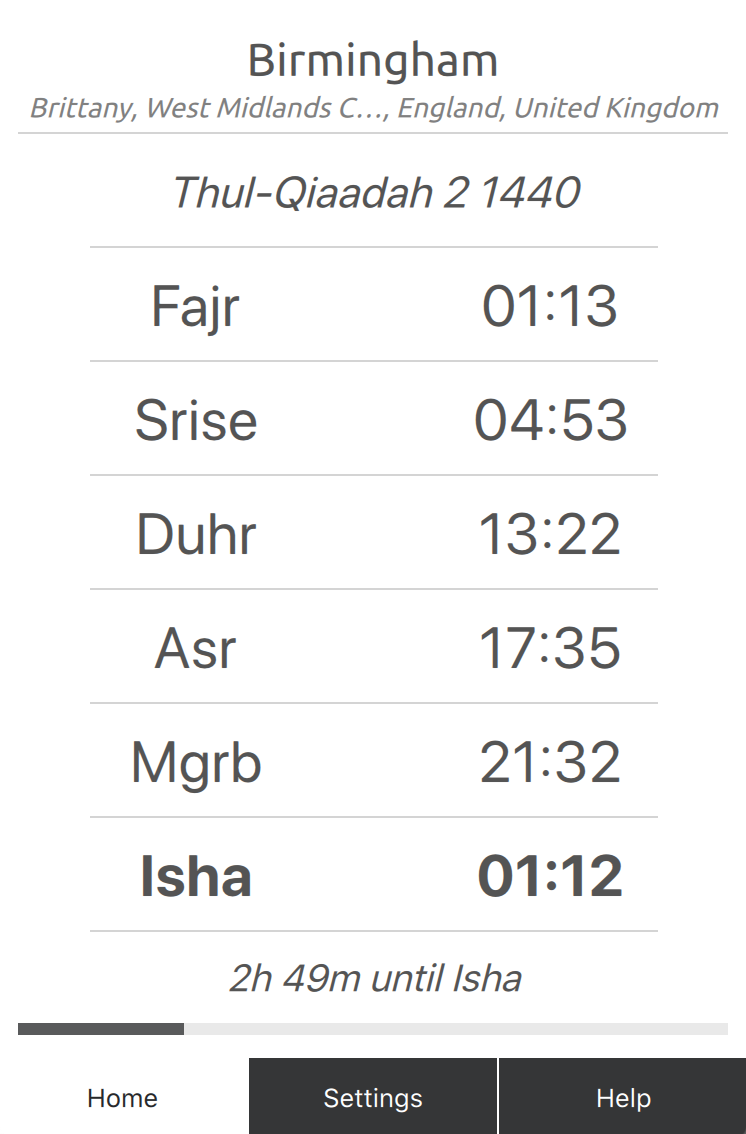 Birmingham
Brittany, West Midlands C…, England, United Kingdom
Thul-Qiaadah 2 1440
Fajr 01:13
Srise 04:53
Duhr 13:22
Asr 17:35
Mgrb 21:32
Isha 01:12
2h 49m until Isha
Home Settings Help